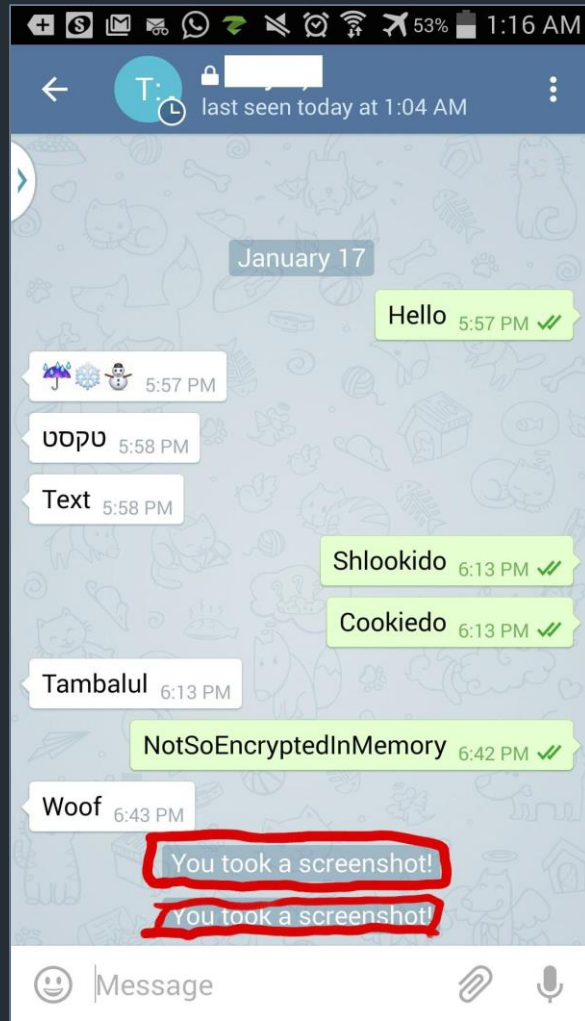 53% 1:16 AM
T:
last seen today at 1:04 AM
January 17
Hello 5:57 PM
☔❄⛄ 5:57 PM
טקסט 5:58 PM
Text 5:58 PM
Shlookido 6:13 PM
Cookiedo 6:13 PM
Tambalul 6:13 PM
NotSoEncryptedInMemory 6:42 PM
Woof 6:43 PM
You took a screenshot!
You took a screenshot!
Message